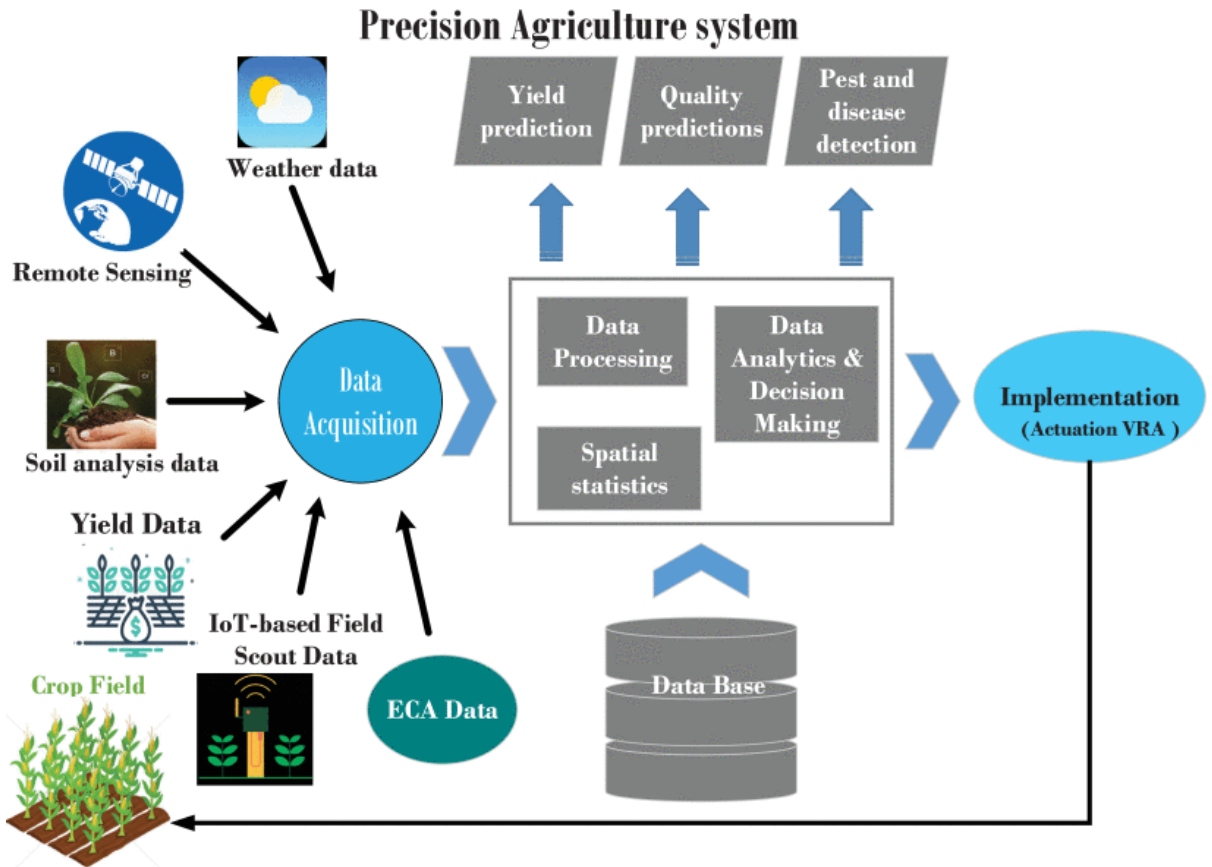 Precision Agriculture system
Weather data
Remote Sensing
Soil analysis data
Yield Data
IoT-based Field
Scout Data
ECA Data
Crop Field
Data
Acquisition
Yield
prediction
Quality
predictions
Pest and
disease
detection
Data
Processing
Data
Analytics &
Decision
Making
Spatial
statistics
Data Base
Implementation
(Actuation VRA )
$
B